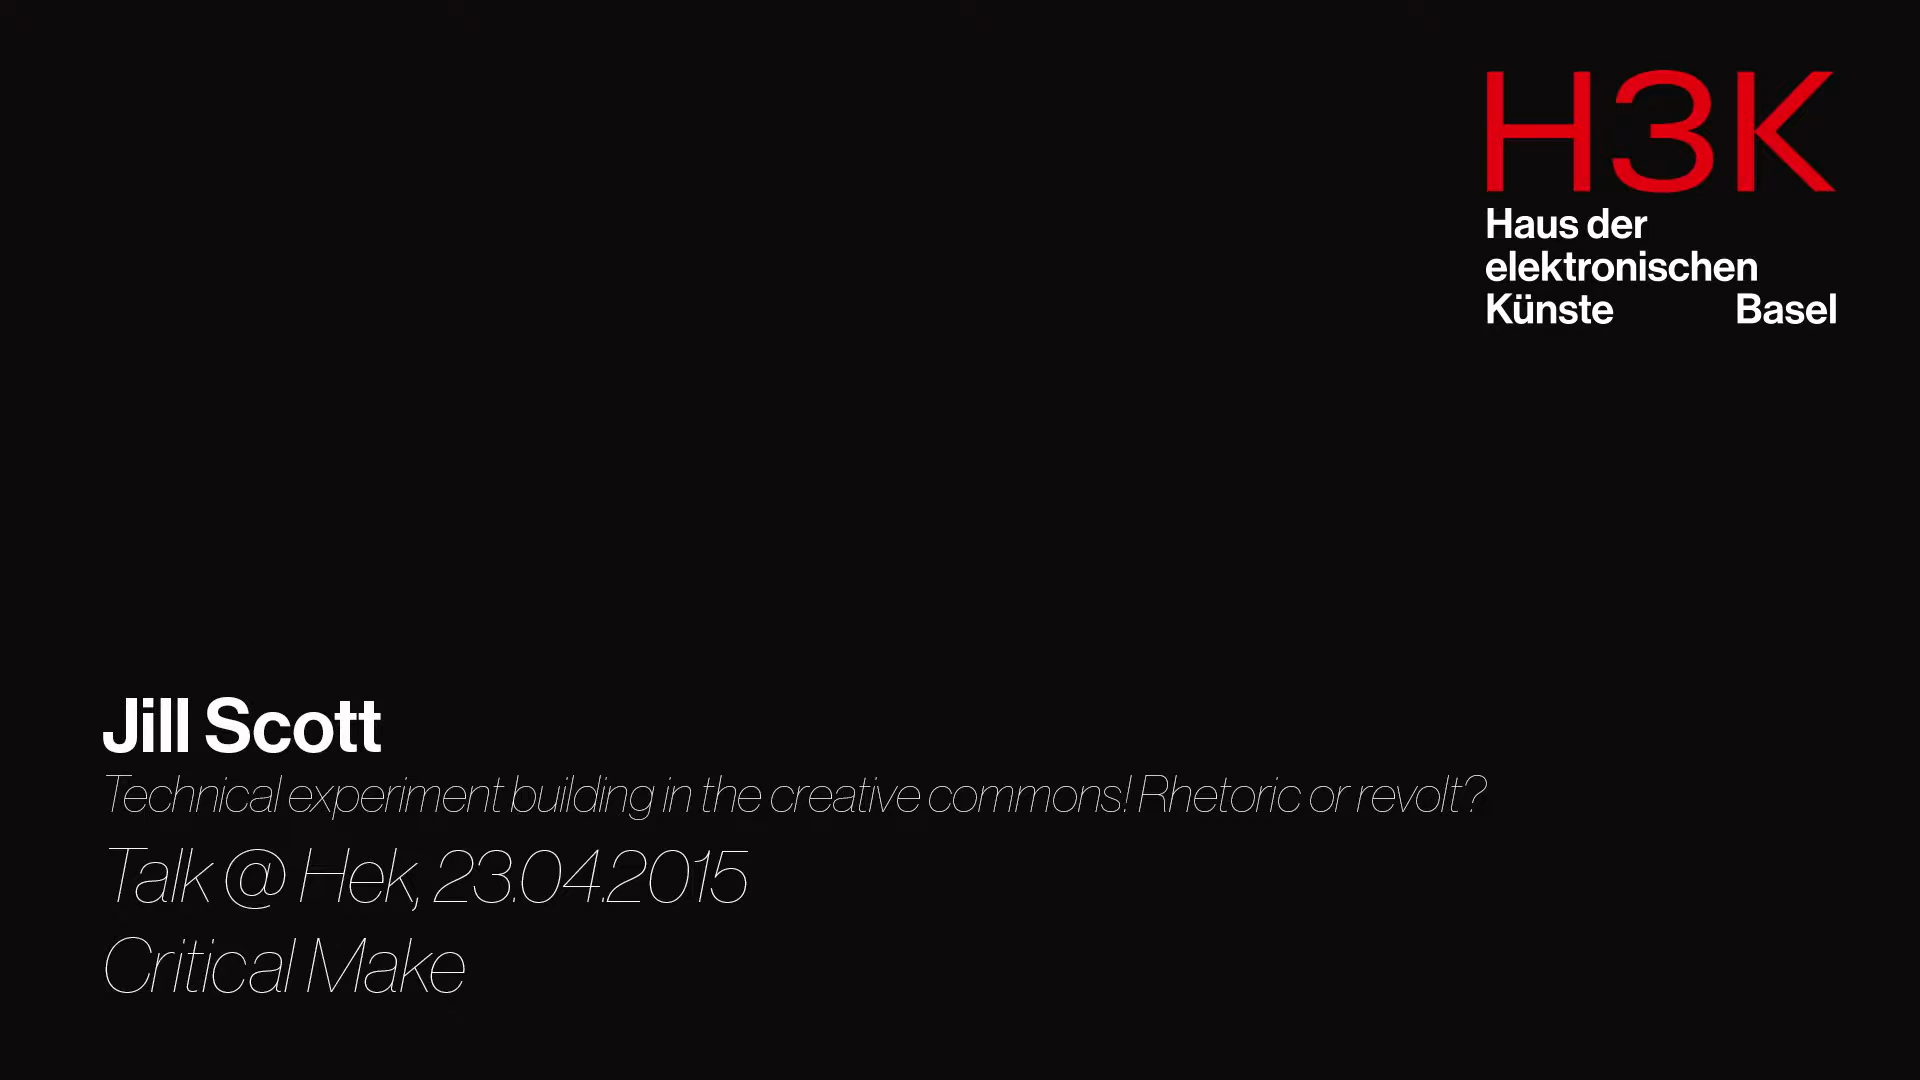 H3K
Haus der
elektronischen
Künste Basel
Jill Scott
Technical experiment building in the creative commons! Rhetoric or revolt?
Talk @ Hek, 23.04.2015
Critical Make